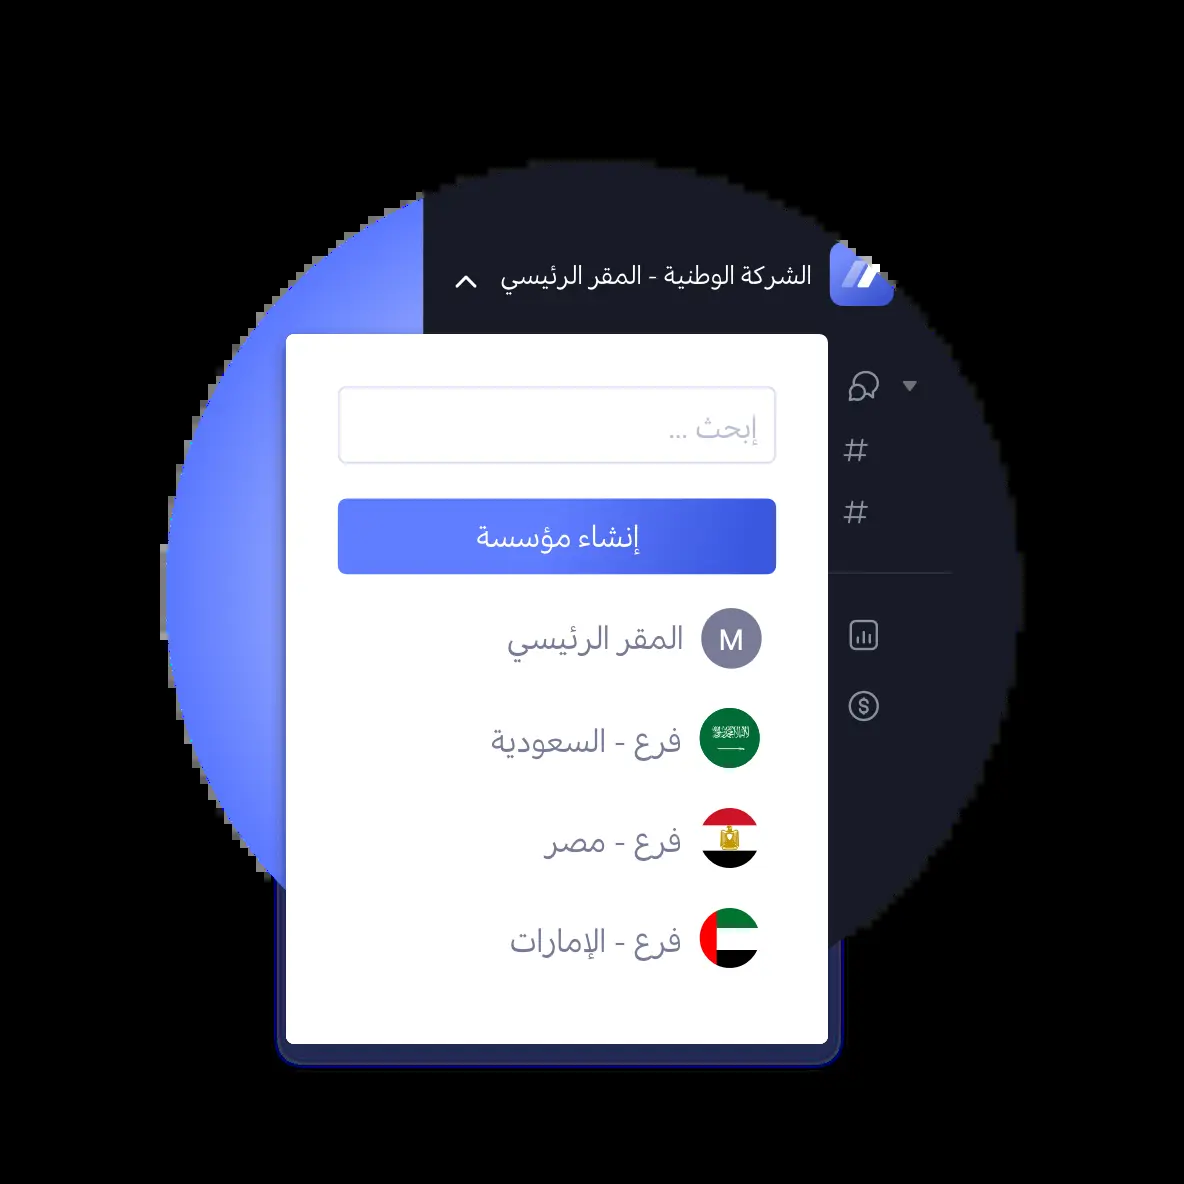 الشركة الوطنية - المقر الرئيسي
إبحث ...
إنشاء مؤسسة
M
المقر الرئيسي
فرع - السعودية
فرع - مصر
فرع - الإمارات
#
#
$